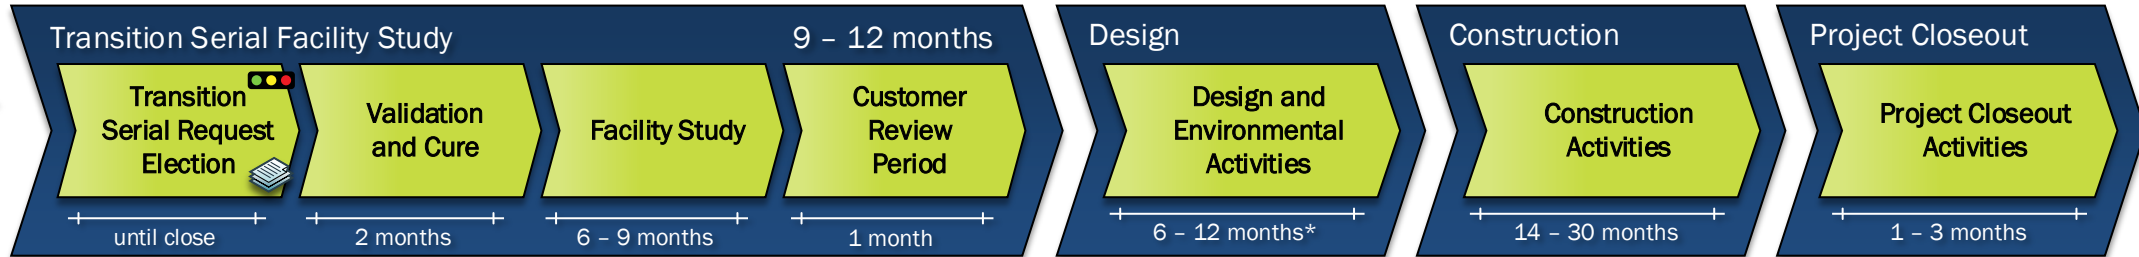 Transition Serial Facility Study
9 – 12 months
Transition
Serial Request
Election
until close
Validation
and Cure
2 months
Facility Study
6 – 9 months
Customer
Review
Period
1 month
Design
Design and
Environmental
Activities
6 – 12 months*
Construction
Construction
Activities
14 – 30 months
Project Closeout
Project Closeout
Activities
1 – 3 months